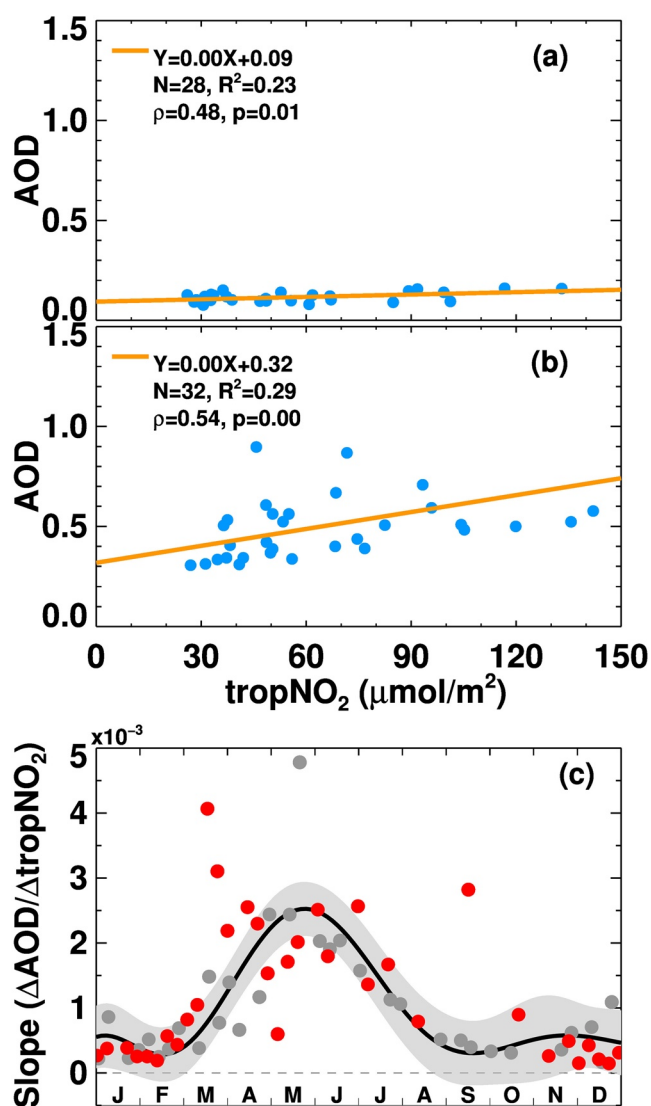 1.5
(a)
Y=0.00X+0.09
N=28, R²=0.23
ρ=0.48, p=0.01
1.0
AOD
0.5
0.0
1.5
(b)
Y=0.00X+0.32
N=32, R²=0.29
ρ=0.54, p=0.00
1.0
AOD
0.5
0.0
0 30 60 90 120 150
tropNO₂ (μmol/m²)
x10⁻³
5
(c)
4
3
2
1
0
Slope (ΔAOD/ΔtropNO₂)
J F M A M J J A S O N D